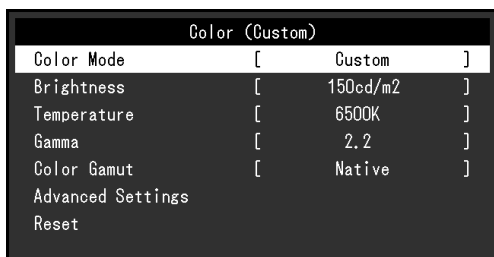 Color (Custom)
Color Mode [ Custom ]
Brightness [ 150cd/m2 ]
Temperature [ 6500K ]
Gamma [ 2.2 ]
Color Gamut [ Native ]
Advanced Settings
Reset